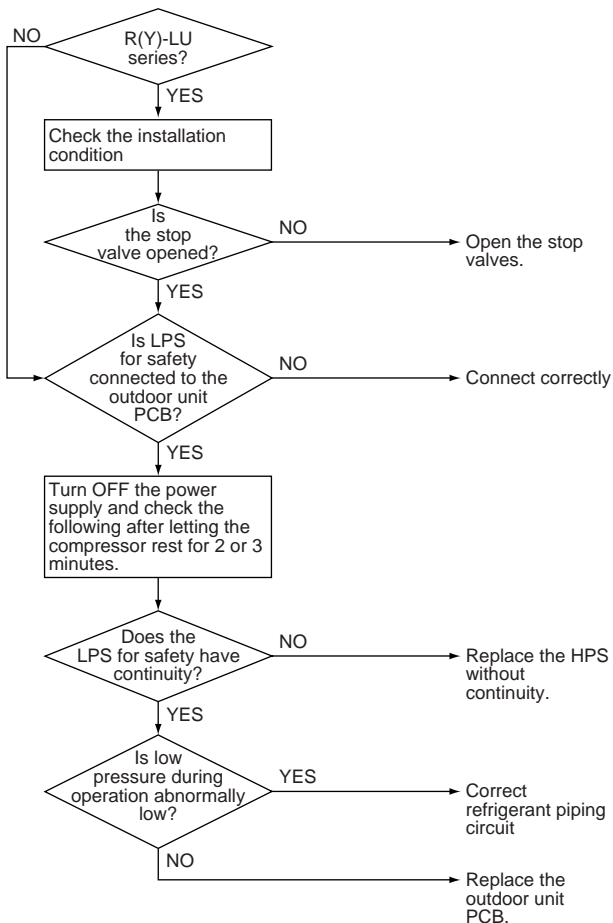 NO
R(Y)-LU
series?
YES
Check the installation
condition
Is
the stop
valve opened?
NO
Open the stop
valves.
YES
Is LPS
for safety
connected to the
outdoor unit
PCB?
NO
Connect correctly
YES
Turn OFF the power
supply and check the
following after letting the
compressor rest for 2 or 3
minutes.
Does the
LPS for safety have
continuity?
NO
Replace the HPS
without
continuity.
YES
Is low
pressure during
operation abnormally
low?
YES
Correct
refrigerant piping
circuit
NO
Replace the
outdoor unit
PCB.